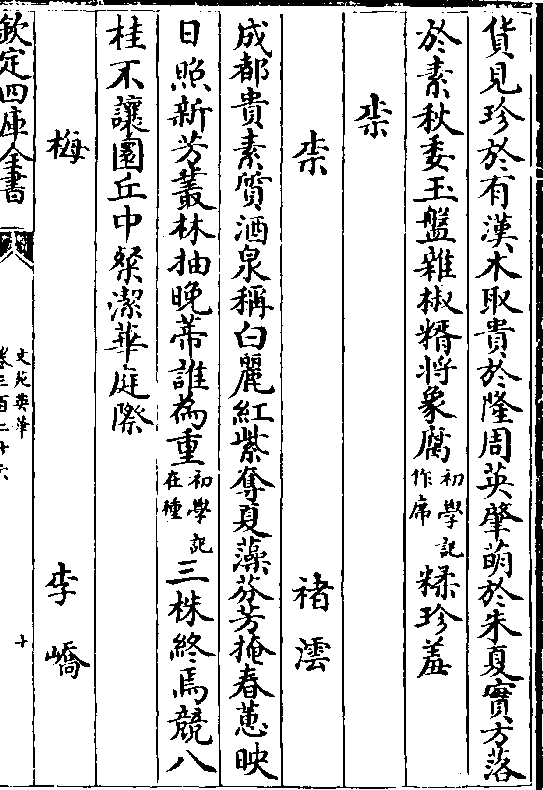 貨見珍於有漢木取貴於隆周英肇萌於朱夏實方落
於素秋委玉盤雜椒糈將象席初學記作席糅珍羞
柰
柰　　　　　　褚澐
成都貴素質酒泉稱白麗紅紫奪夏藻芬芳掩春蕙映
日照新芳叢林抽晚蔕誰為重初學記在種三株終焉競八
桂不讓圜丘中粲潔華庭際
梅　　　　　　李嶠
欽定四庫全書
文苑英華
卷三百二十六
十